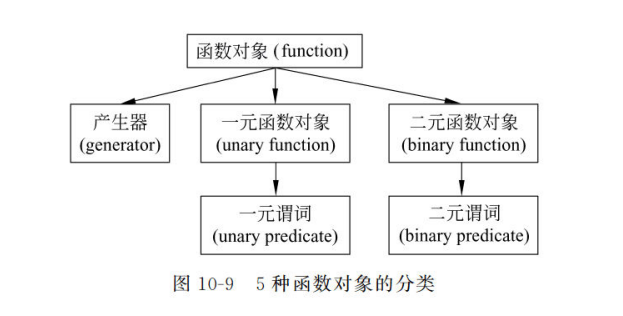 函数对象(function)
产生器
(generator)
一元函数对象
(unary function)
二元函数对象
(binary function)
一元谓词
(unary predicate)
二元谓词
(binary predicate)
图 10-9 5 种函数对象的分类